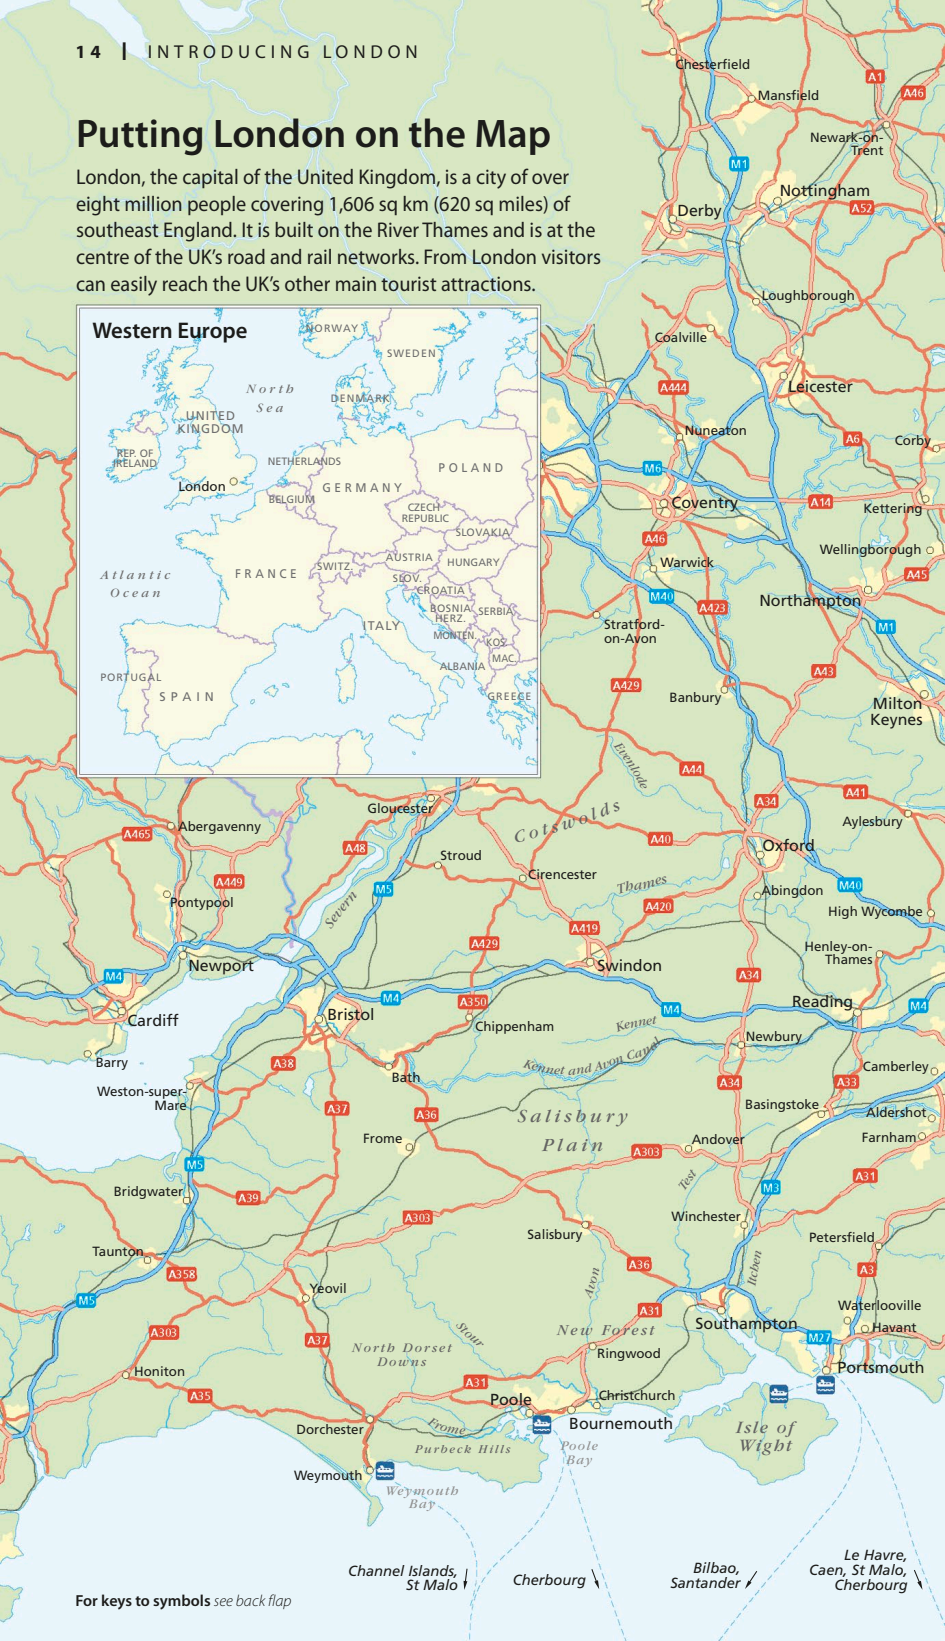 14 | INTRODUCING LONDON
Putting London on the Map
London, the capital of the United Kingdom, is a city of over
eight million people covering 1,606 sq km (620 sq miles) of
southeast England. It is built on the River Thames and is at the
centre of the UK's road and rail networks. From London visitors
can easily reach the UK's other main tourist attractions.
Western Europe
NORWAY
SWEDEN
North
Sea
DENMARK
UNITED
KINGDOM
REP. OF
IRELAND
NETHERLANDS
London
POLAND
GERMANY
BELGIUM
CZECH
REPUBLIC
SLOVAKIA
AUSTRIA
HUNGARY
Atlantic
Ocean
FRANCE
SWITZ.
SLOV.
CROATIA
BOSNIA
HERZ.
SERBIA
ITALY
MONTEN.
KOS.
MAC.
ALBANIA
PORTUGAL
SPAIN
GREECE
Chesterfield
A1
Mansfield
A46
Newark-on-
Trent
M1
Nottingham
Derby
A52
Loughborough
Coalville
A444
Leicester
Nuneaton
A6
Corby
M6
Coventry
A14
Kettering
A46
Wellingborough
Warwick
A45
M40
A423
Northampton
Stratford-
on-Avon
M1
A43
A429
Banbury
Milton
Keynes
Evenlode
A44
A41
A34
Gloucester
Cotswolds
Aylesbury
A465
Abergavenny
A48
A40
Oxford
Stroud
Cirencester
A449
M5
Thames
Abingdon
M40
Pontypool
Severn
A420
High Wycombe
A419
A429
Henley-on-
Thames
Newport
Swindon
M4
A34
M4
A350
M4
Reading
M4
Cardiff
Bristol
Chippenham
Kennet
Newbury
Barry
A38
Kennet and Avon Canal
Camberley
Bath
A34
A33
Weston-super-
Mare
A37
A36
Salisbury
Plain
Basingstoke
Aldershot
Frome
Andover
Farnham
A303
M5
Test
A31
Bridgwater
A39
M3
A303
Winchester
Salisbury
Petersfield
Taunton
A358
A36
Itchen
A3
Yeovil
Avon
M5
A31
Waterlooville
Southampton
Havant
A303
A37
Stour
New Forest
M27
North Dorset
Downs
Ringwood
Portsmouth
Honiton
A35
A31
Poole
Christchurch
Bournemouth
Dorchester
Frome
Isle of
Wight
Purbeck Hills
Poole
Bay
Weymouth
Weymouth
Bay
Channel Islands,
St Malo
Cherbourg
Bilbao,
Santander
Le Havre,
Caen, St Malo,
Cherbourg
For keys to symbols see back flap